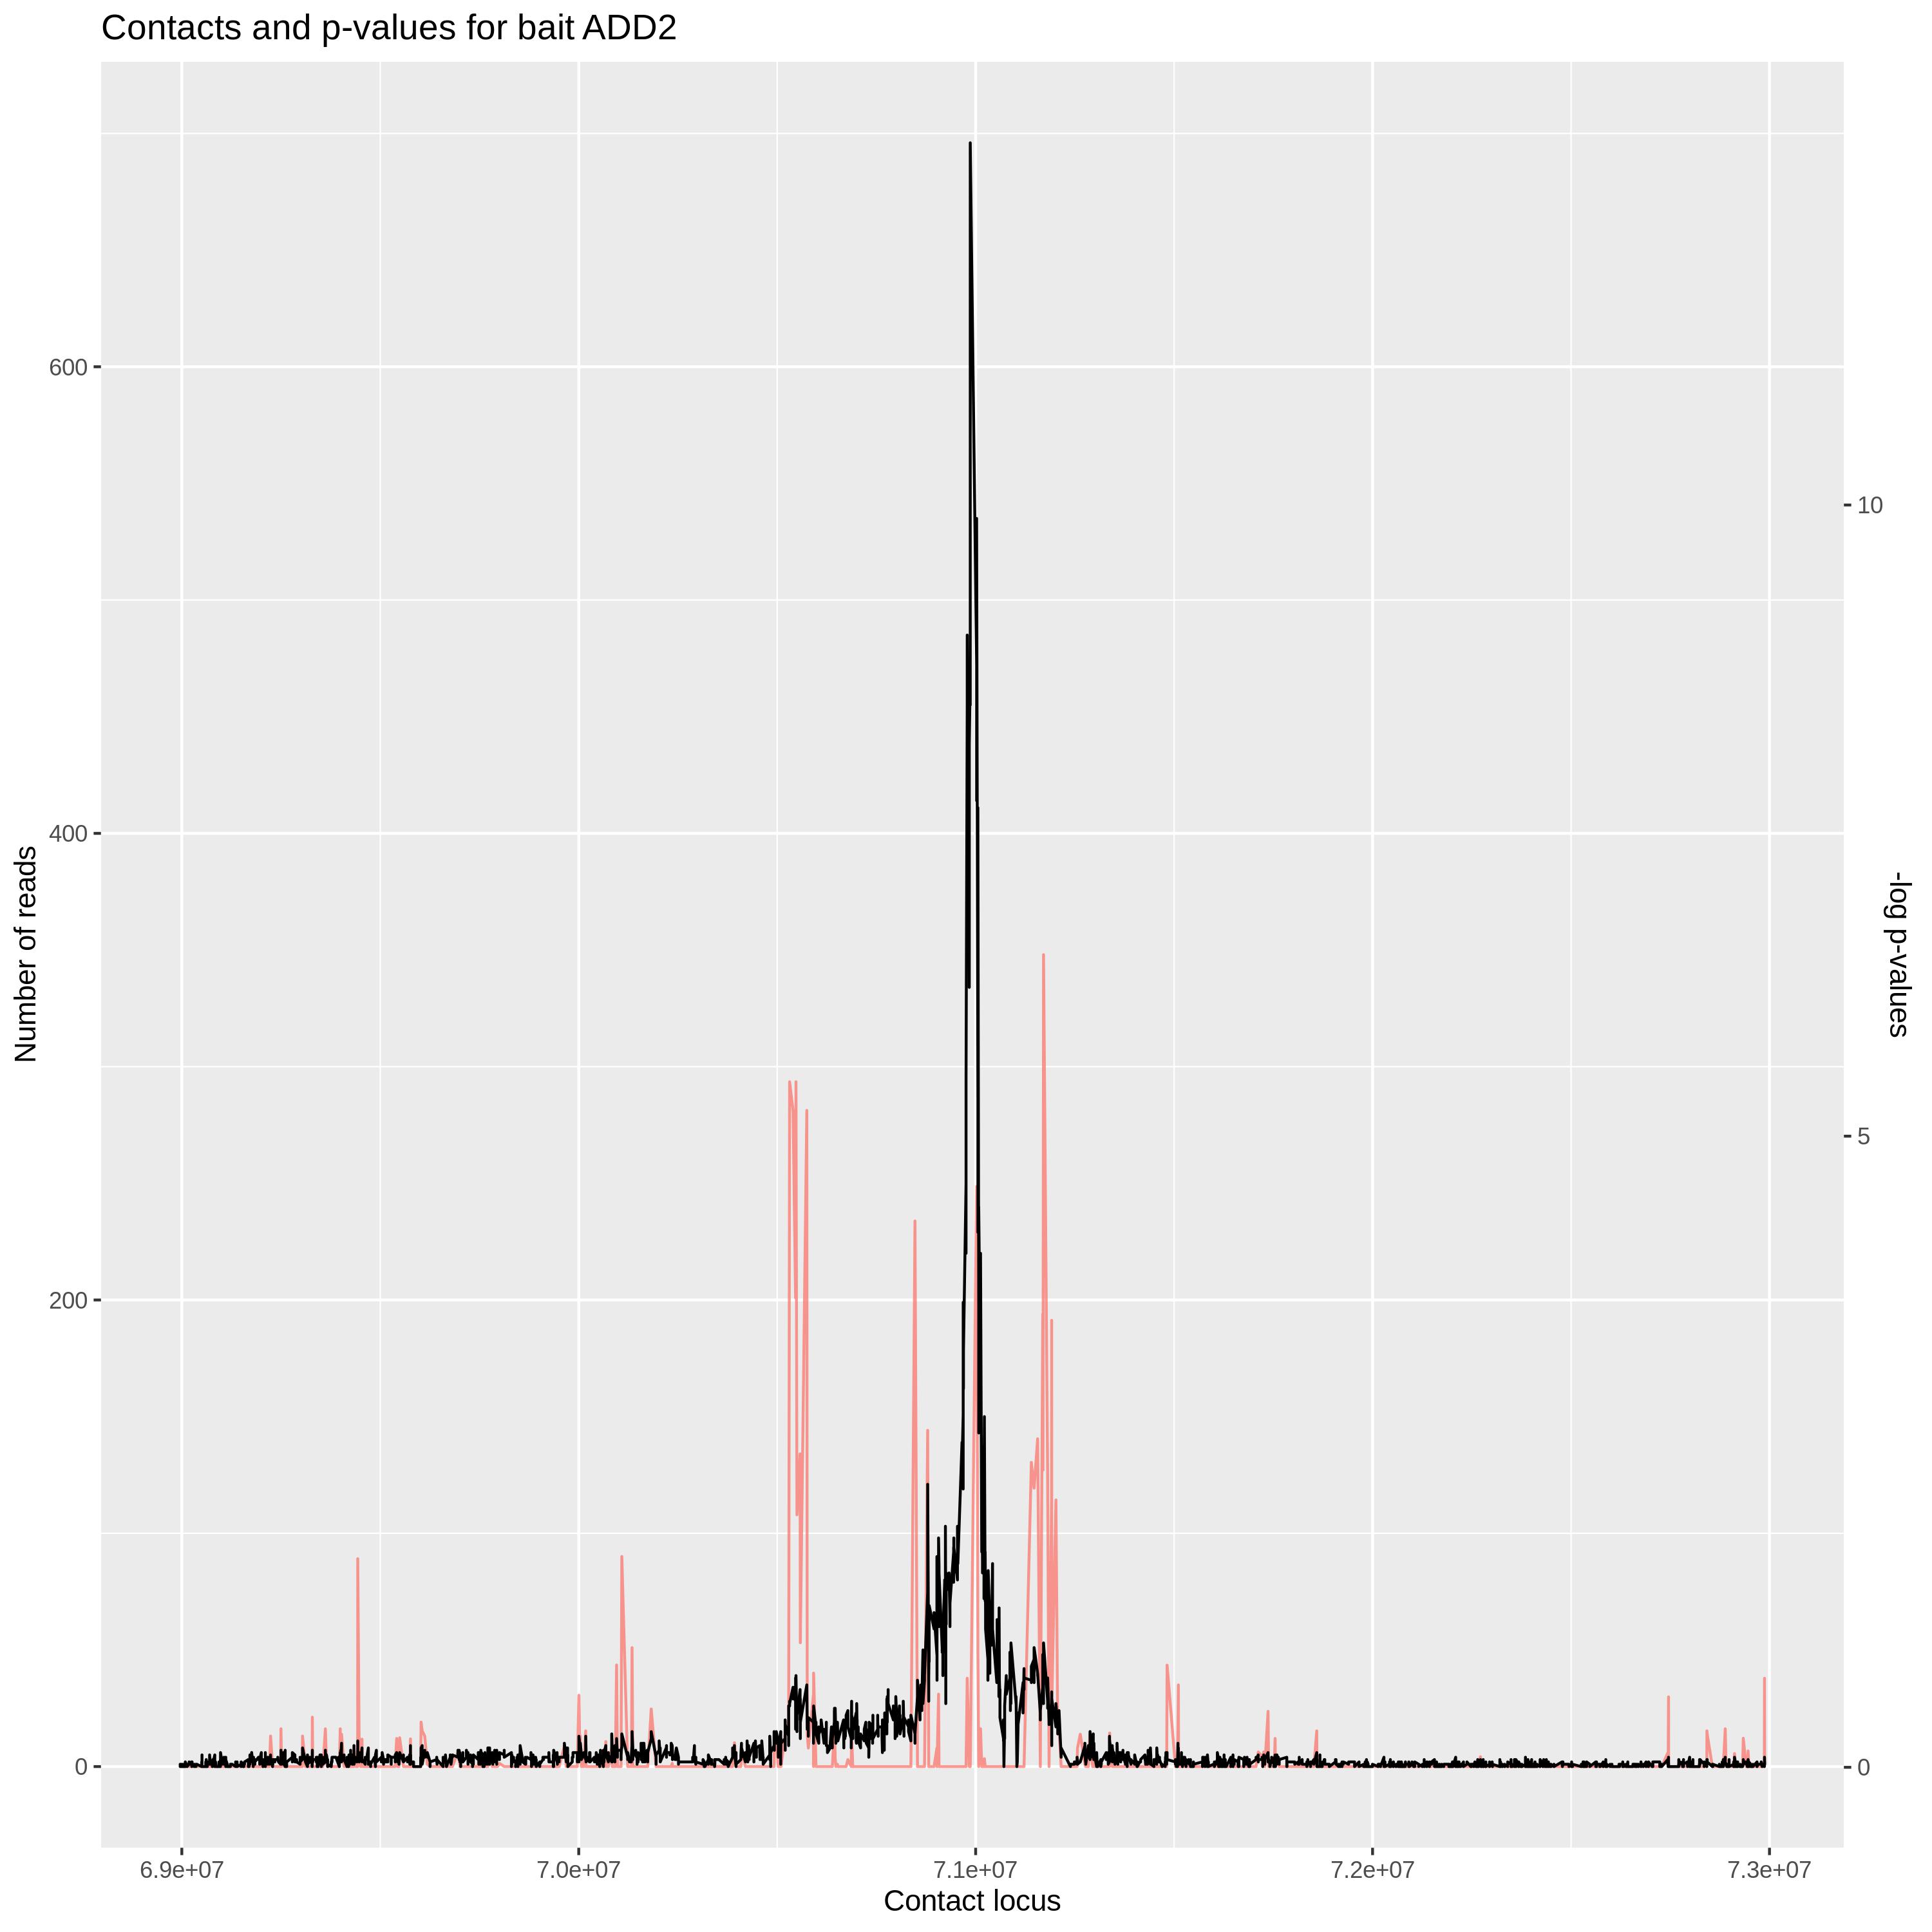 Contacts and p-values for bait ADD2
Number of reads
600
400
200
0
10
5
0
-log p-values
6.9e+07
7.0e+07
7.1e+07
7.2e+07
7.3e+07
Contact locus